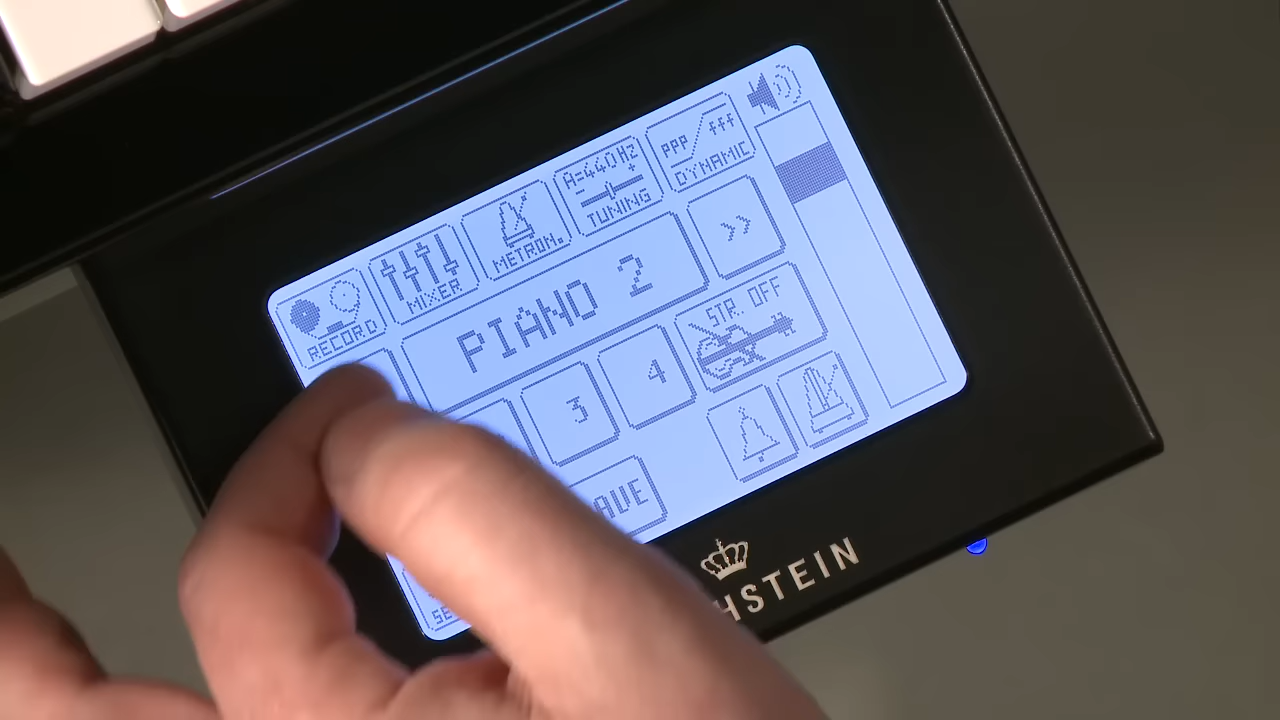 RECORD
MIXER
METRON.
A=440HZ
- +
TUNING
ppp fff
DYNAMIC
PIANO 2
>>
3
4
STR. OFF